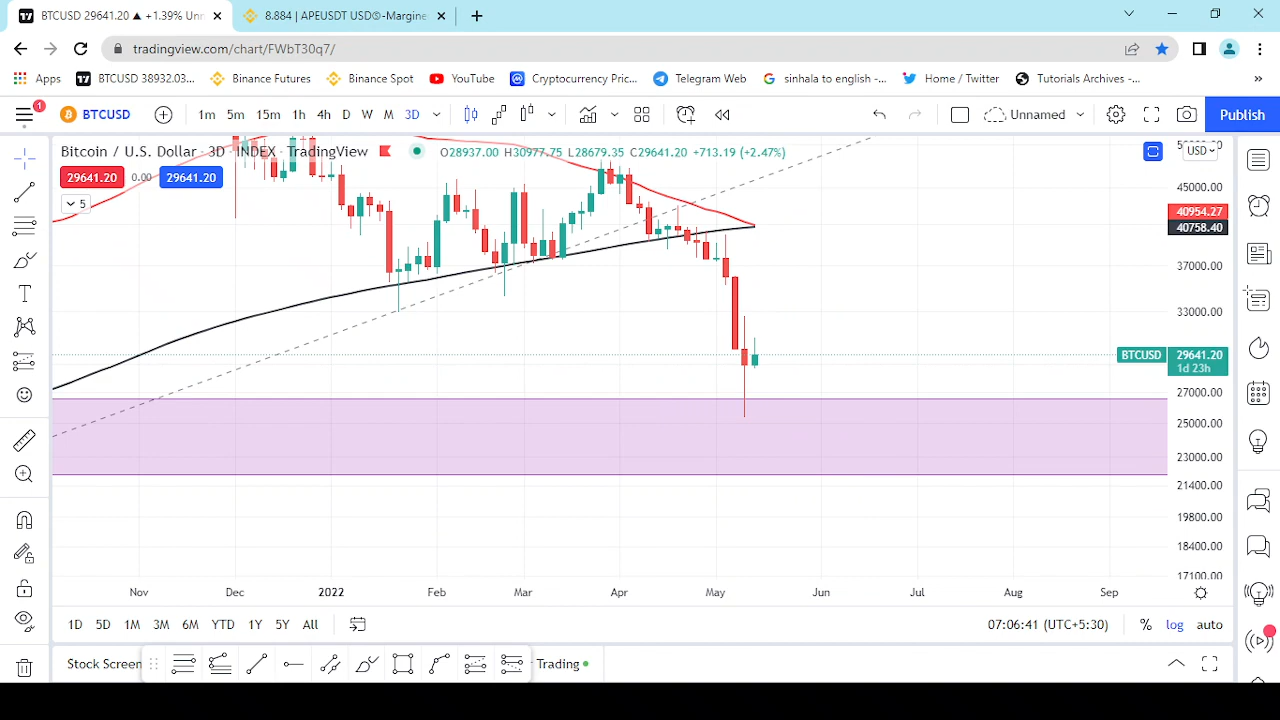 BTCUSD 29641.20 ▲ +1.39% Unn
8.884 | APEUSDT USDⓈ-Margine
tradingview.com/chart/FWbT30q7/
Apps BTCUSD 38932.03... Binance Futures Binance Spot YouTube Cryptocurrency Pric... Telegram Web sinhala to english -... Home / Twitter Tutorials Archives -... »
1 BTCUSD 1m 5m 15m 1h 4h D W M 3D Unnamed Publish
Bitcoin / U.S. Dollar · 3D · INDEX · TradingView O28937.00 H30977.75 L28679.35 C29641.20 +713.19 (+2.47%) USD
29641.20 0.00 29641.20
5
45000.00
40954.27
40758.40
37000.00
33000.00
BTCUSD 29641.20
1d 23h
27000.00
25000.00
23000.00
21400.00
19800.00
18400.00
17100.00
Nov Dec 2022 Feb Mar Apr May Jun Jul Aug Sep
1D 5D 1M 3M 6M YTD 1Y 5Y All 07:06:41 (UTC+5:30) % log auto
Stock Screen Trading